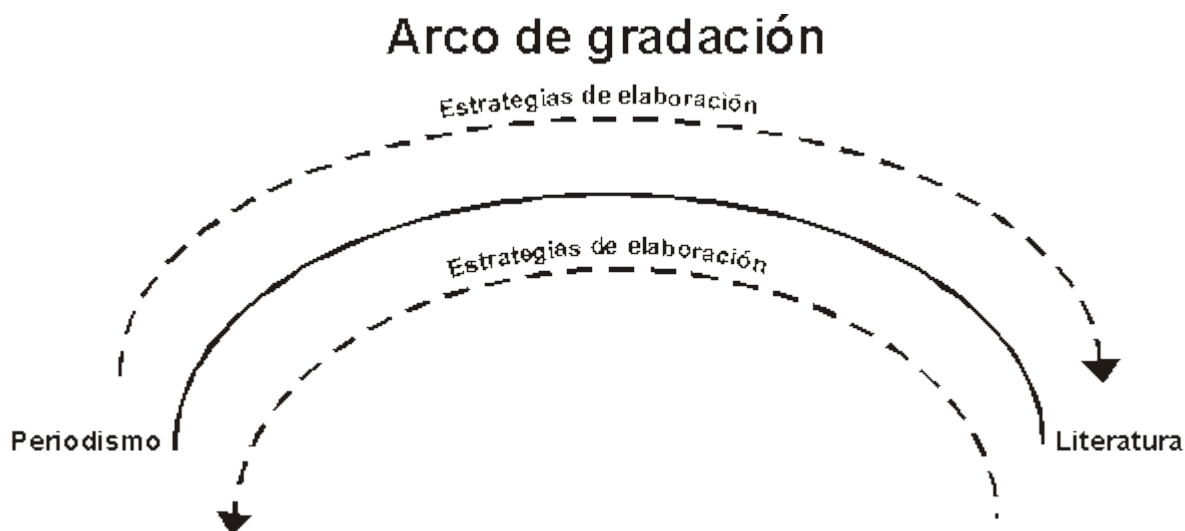 Arco de gradación
Estrategias de elaboración
Estrategias de elaboración
Periodismo
Literatura